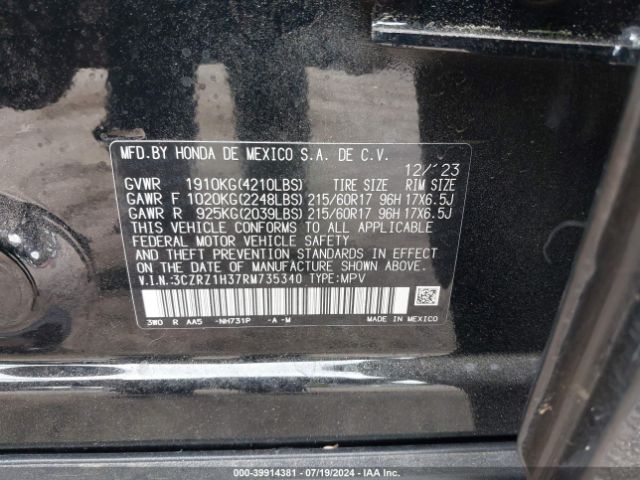 MFD.BY HONDA DE MEXICO S.A. DE C.V.
12/'23
GVWR 1910KG(4210LBS) TIRE SIZE RIM SIZE
GAWR F 1020KG(2248LBS) 215/60R17 96H 17X6.5J
GAWR R 925KG(2039LBS) 215/60R17 96H 17X6.5J
THIS VEHICLE CONFORMS TO ALL APPLICABLE
FEDERAL MOTOR VEHICLE SAFETY
AND THEFT PREVENTION STANDARDS IN EFFECT
ON THE DATE OF MANUFACTURE SHOWN ABOVE.
V.I.N.:3CZRZ1H37RM735340 TYPE:MPV
3W0 R AA5 -NH731P -A -M MADE IN MEXICO
000-39914381 | 07/19/2024 | IAA Inc.